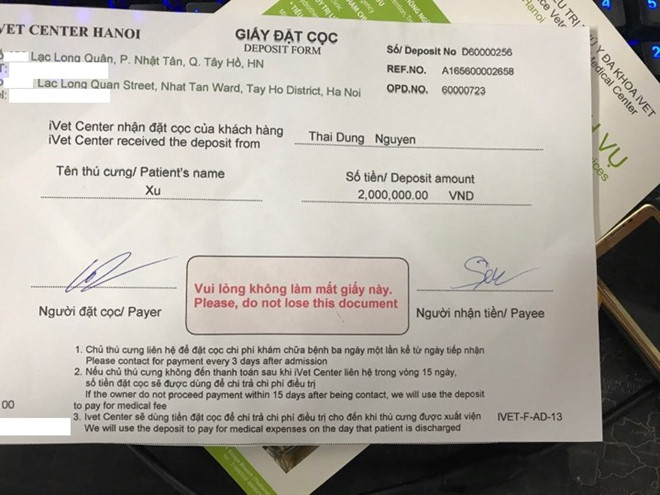 VET CENTER HANOI
GIẤY ĐẶT CỌC
DEPOSIT FORM
Số/ Deposit No D60000256
Lạc Long Quân, P. Nhật Tân, Q. Tây Hồ, HN
REF.NO. A165600002658
Lạc Long Quan Street, Nhat Tan Ward, Tay Ho District, Ha Noi
OPD.NO. 60000723
iVet Center nhận đặt cọc của khách hàng
iVet Center received the deposit from
Thai Dung Nguyen
Tên thú cưng/ Patient's name
Số tiền/ Deposit amount
Xu
2,000,000.00 VND
Vui lòng không làm mất giấy này.
Please, do not lose this document
Người đặt cọc/ Payer
Người nhận tiền/ Payee
1. Chủ thú cưng liên hệ để đặt cọc chi phí khám chữa bệnh ba ngày một lần kể từ ngày tiếp nhận
Please contact for payment every 3 days after admission
2. Nếu chủ thú cưng không đến thanh toán sau khi iVet Center liên hệ trong vòng 15 ngày,
số tiền đặt cọc sẽ được dùng để chi trả chi phí điều trị
If the owner do not proceed payment within 15 days after being contact, we will use the deposit
to pay for medical fee
00
3. Ivet Center sẽ dùng tiền đặt cọc để chi trả chi phí điều trị cho đến khi thú cưng được xuất viện
IVET-F-AD-13
We will use the deposit to pay for medical expenses on the day that patient is discharged
Y ĐA KHOA iVET
Medical Center
VỤ